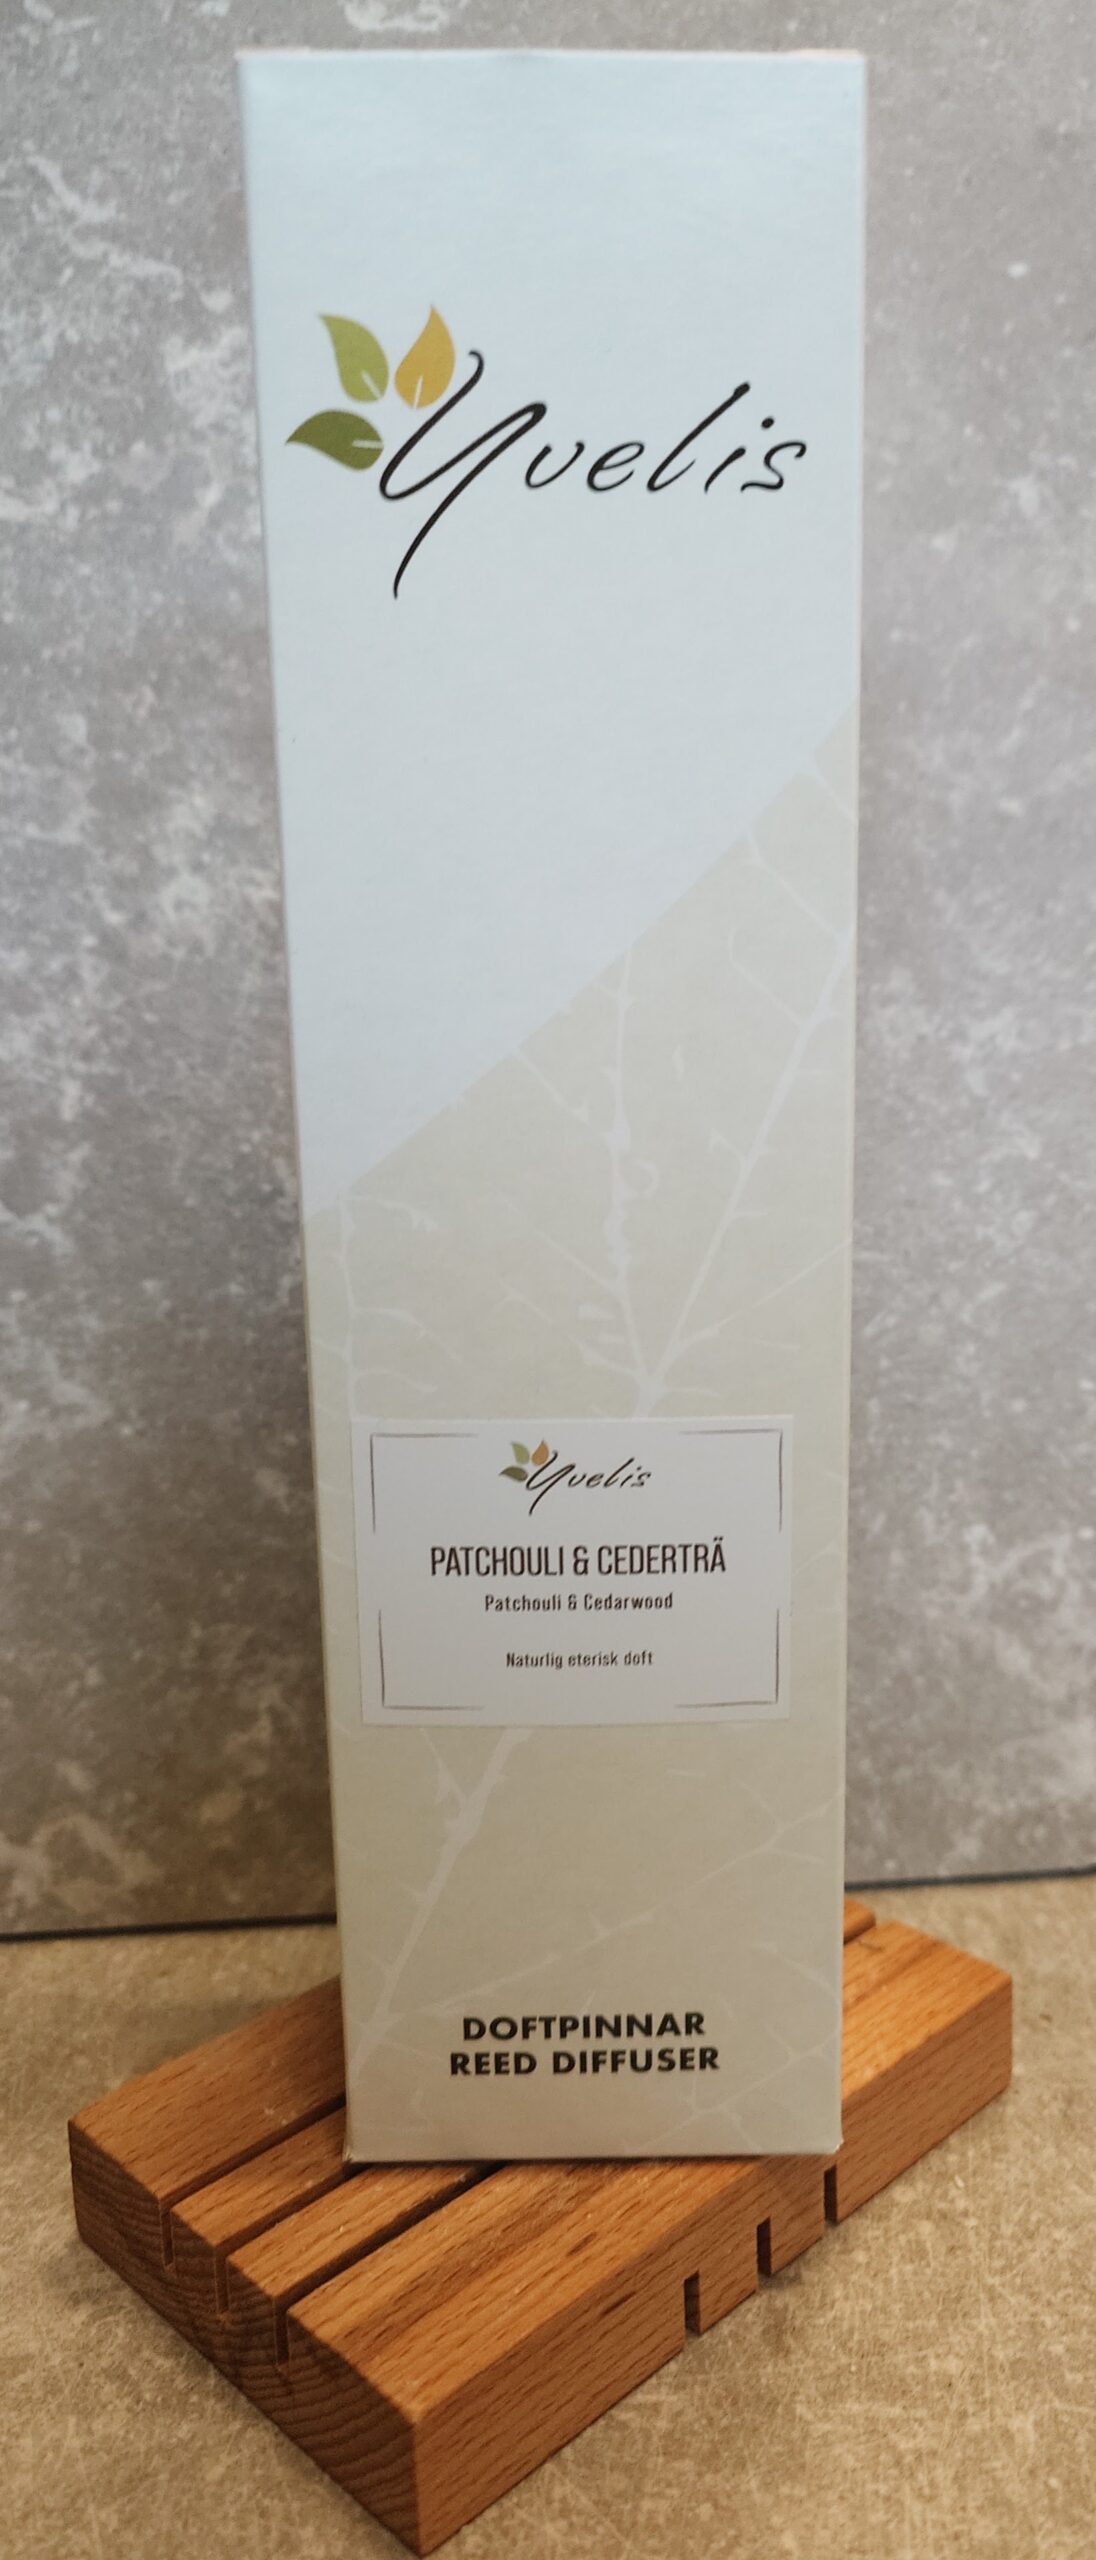 Yvelis
Yvelis
PATCHOULI & CEDERTRÄ
Patchouli & Cedarwood
Naturlig eterisk doft
DOFTPINNAR
REED DIFFUSER